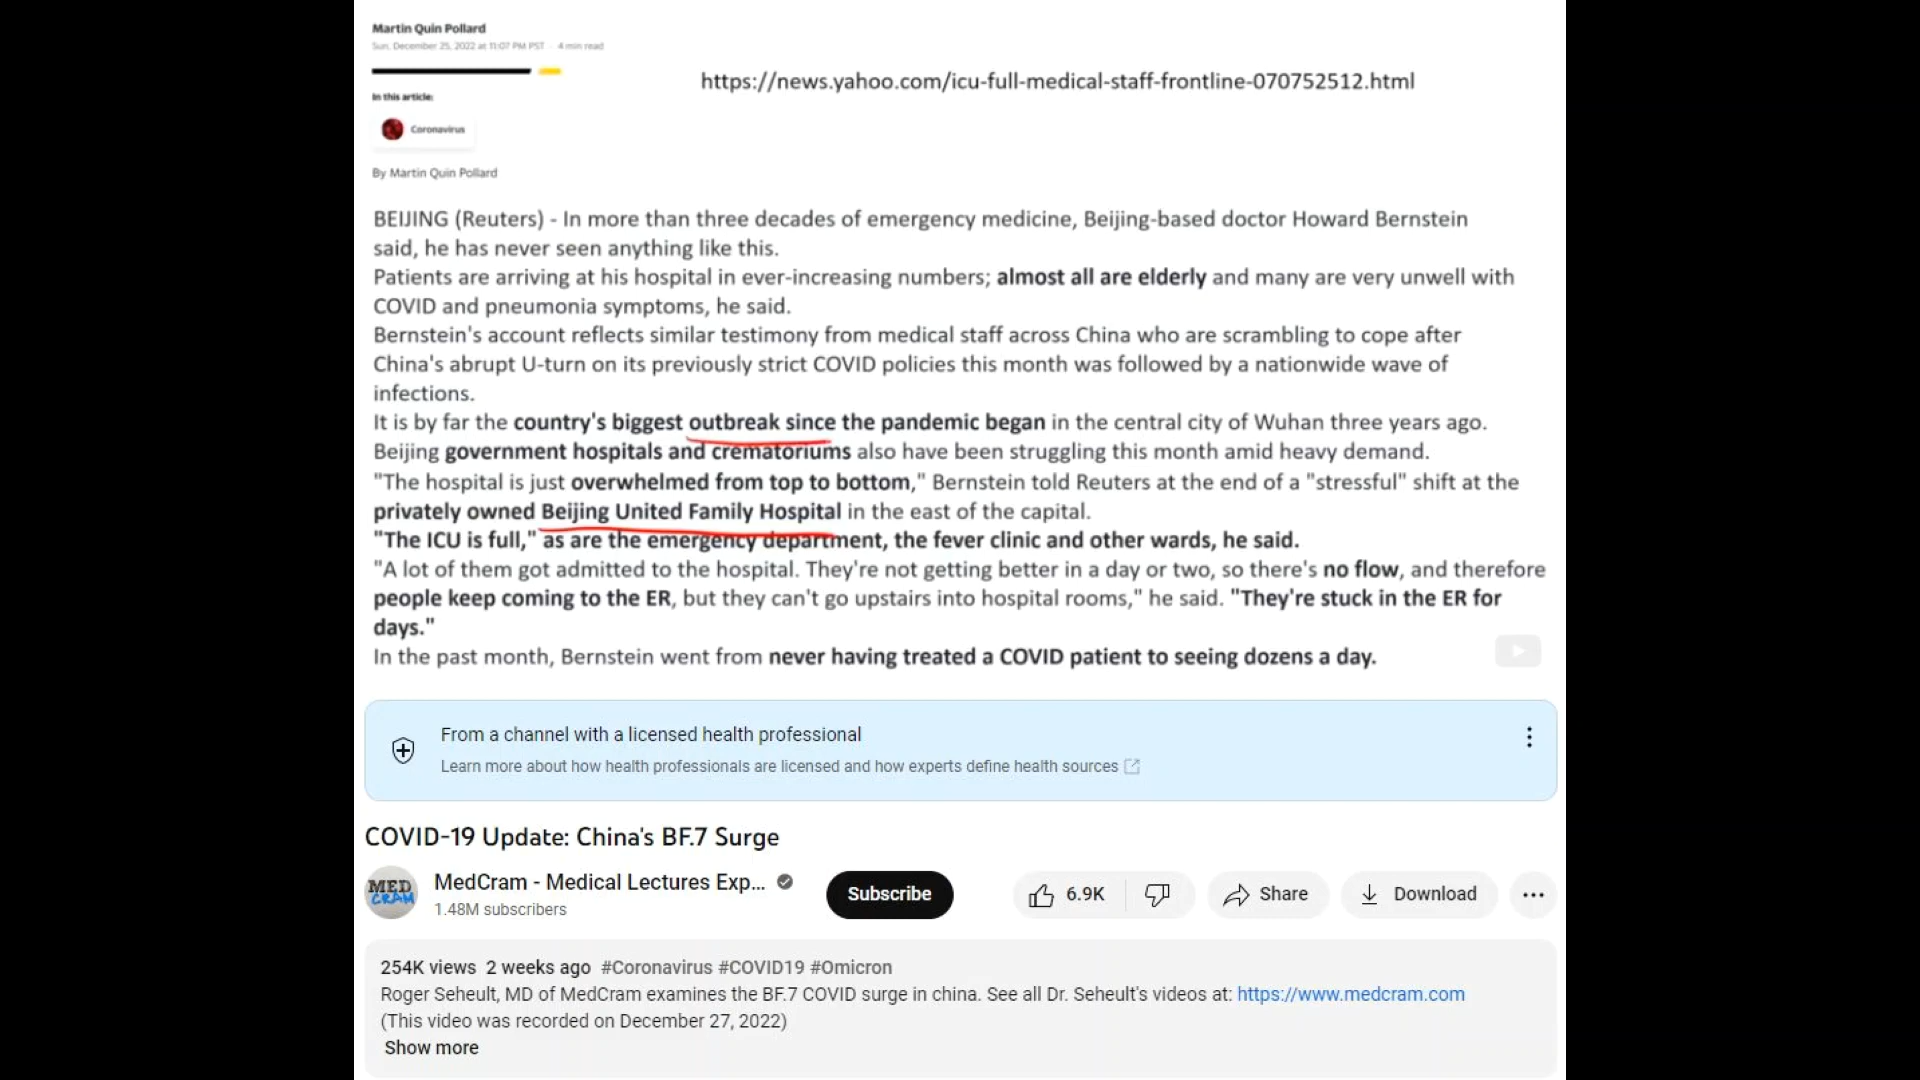 Martin Quin Pollard
Sun, December 25, 2022 at 11:07 PM PST · 4 min read
https://news.yahoo.com/icu-full-medical-staff-frontline-070752512.html
In this article:
Coronavirus
By Martin Quin Pollard
BEIJING (Reuters) - In more than three decades of emergency medicine, Beijing-based doctor Howard Bernstein
said, he has never seen anything like this.
Patients are arriving at his hospital in ever-increasing numbers; almost all are elderly and many are very unwell with
COVID and pneumonia symptoms, he said.
Bernstein's account reflects similar testimony from medical staff across China who are scrambling to cope after
China's abrupt U-turn on its previously strict COVID policies this month was followed by a nationwide wave of
infections.
It is by far the country's biggest outbreak since the pandemic began in the central city of Wuhan three years ago.
Beijing government hospitals and crematoriums also have been struggling this month amid heavy demand.
"The hospital is just overwhelmed from top to bottom," Bernstein told Reuters at the end of a "stressful" shift at the
privately owned Beijing United Family Hospital in the east of the capital.
"The ICU is full," as are the emergency department, the fever clinic and other wards, he said.
"A lot of them got admitted to the hospital. They're not getting better in a day or two, so there's no flow, and therefore
people keep coming to the ER, but they can't go upstairs into hospital rooms," he said. "They're stuck in the ER for
days."
In the past month, Bernstein went from never having treated a COVID patient to seeing dozens a day.
From a channel with a licensed health professional
Learn more about how health professionals are licensed and how experts define health sources
COVID-19 Update: China's BF.7 Surge
MED
CRAM
MedCram - Medical Lectures Exp...
1.48M subscribers
Subscribe
6.9K
Share
Download
254K views 2 weeks ago #Coronavirus #COVID19 #Omicron
Roger Seheult, MD of MedCram examines the BF.7 COVID surge in china. See all Dr. Seheult's videos at: https://www.medcram.com
(This video was recorded on December 27, 2022)
Show more